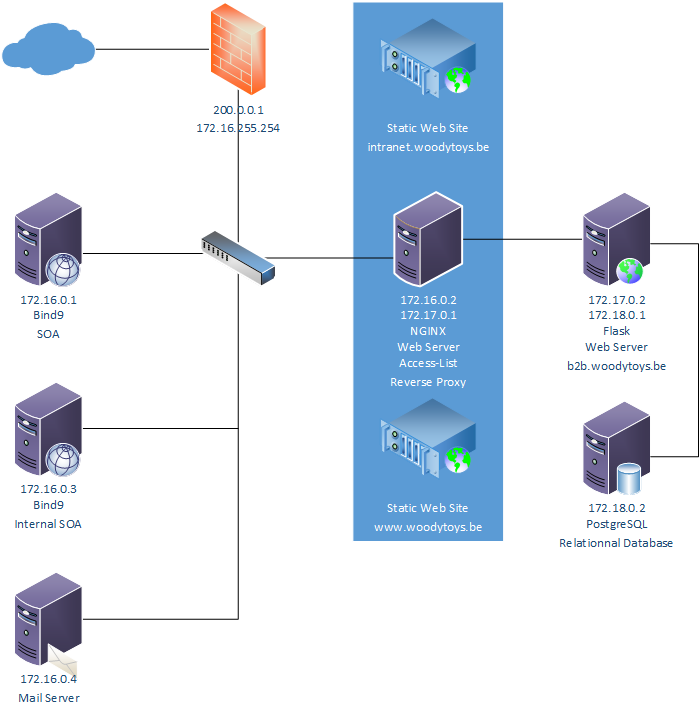 200.0.0.1
172.16.255.254
Static Web Site
intranet.woodytoys.be
172.16.0.1
Bind9
SOA
172.16.0.2
172.17.0.1
NGINX
Web Server
Access-List
Reverse Proxy
172.17.0.2
172.18.0.1
Flask
Web Server
b2b.woodytoys.be
172.16.0.3
Bind9
Internal SOA
Static Web Site
www.woodytoys.be
172.18.0.2
PostgreSQL
Relationnal Database
172.16.0.4
Mail Server